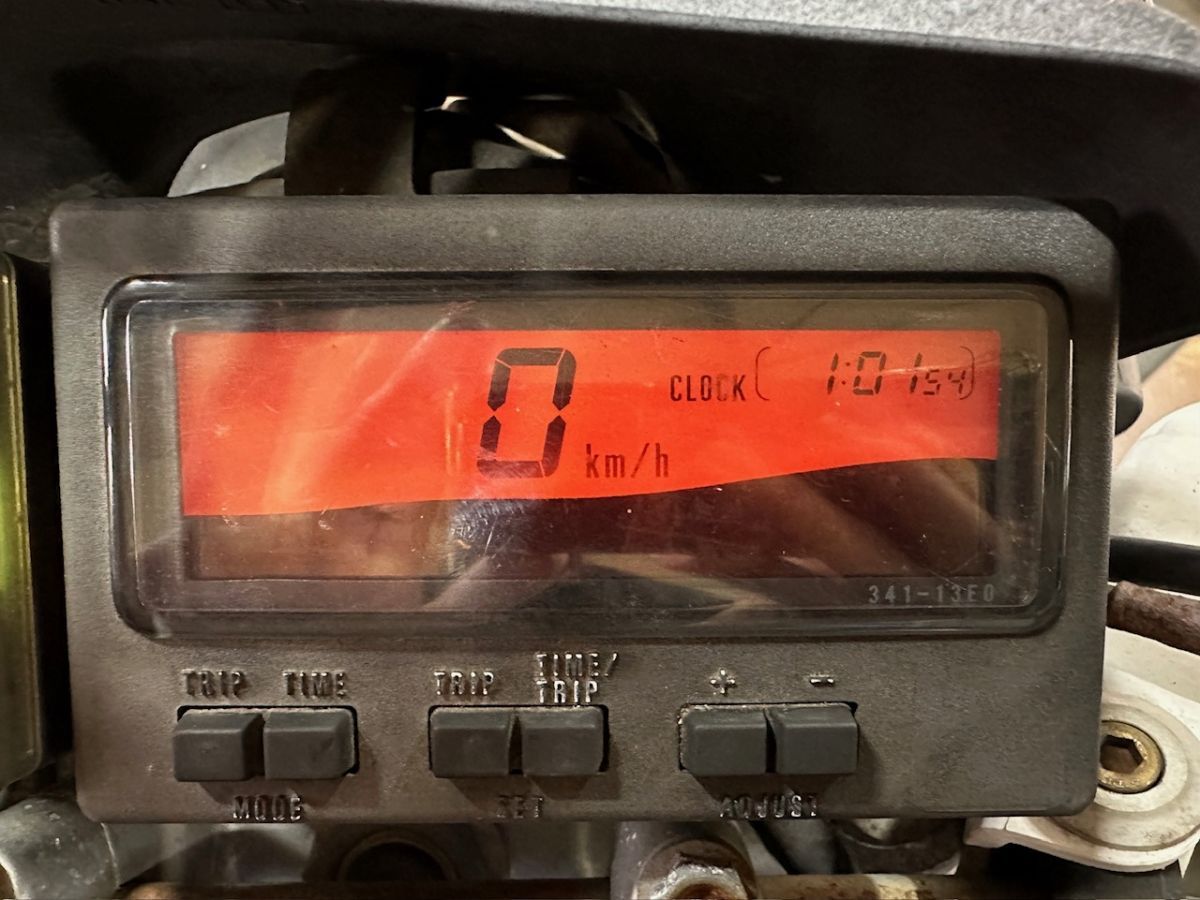 0 km/h CLOCK 1:01 54
341-13E0
TRIP TIME TRIP TIME/TRIP + −
MODE SET ADJUST